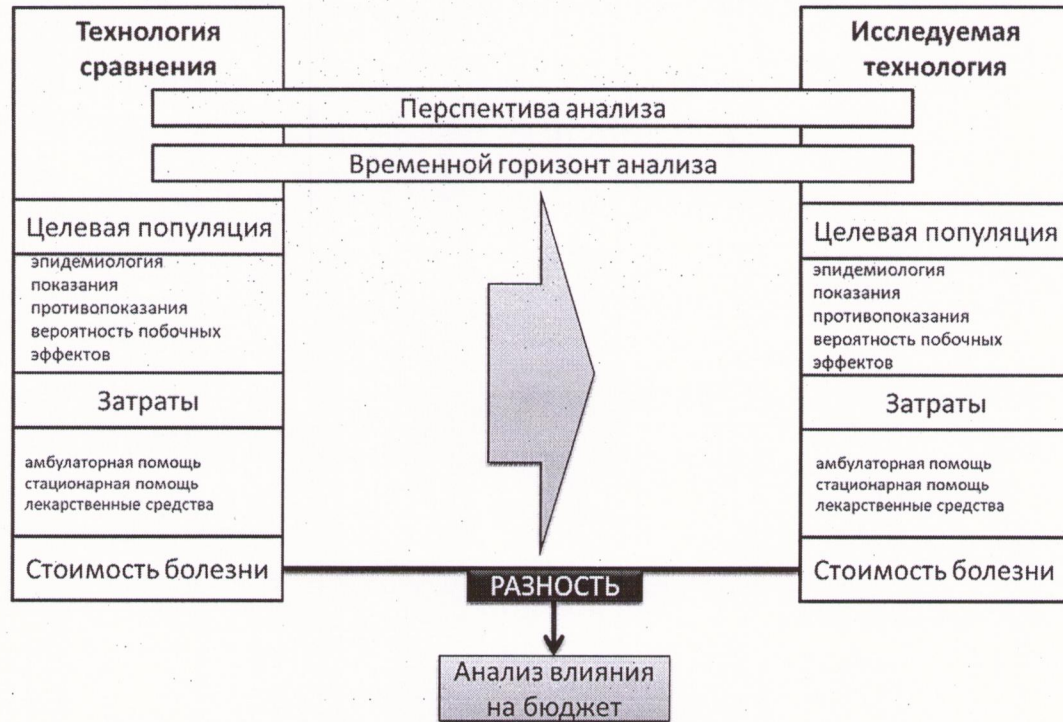 Технология
сравнения
Исследуемая
технология
Перспектива анализа
Временной горизонт анализа
Целевая популяция
эпидемиология
показания
противопоказания
вероятность побочных
эффектов
Затраты
амбулаторная помощь
стационарная помощь
лекарственные средства
Стоимость болезни
Целевая популяция
эпидемиология
показания
противопоказания
вероятность побочных
эффектов
Затраты
амбулаторная помощь
стационарная помощь
лекарственные средства
Стоимость болезни
РАЗНОСТЬ
Анализ влияния
на бюджет